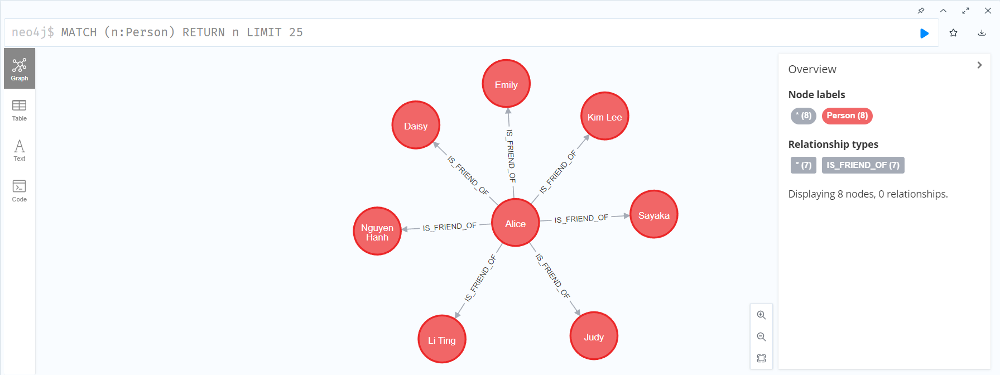 neo4j$ MATCH (n:Person) RETURN n LIMIT 25
Graph
Table
Text
Code
Emily
Kim Lee
Daisy
IS_FRIEND_OF
IS_FRIEND_OF
IS_FRIEND_OF
Sayaka
IS_FRIEND_OF
Alice
IS_FRIEND_OF
Nguyen
Hanh
IS_FRIEND_OF
IS_FRIEND_OF
Li Ting
Judy
Overview
Node labels
* (8) Person (8)
Relationship types
* (7) IS_FRIEND_OF (7)
Displaying 8 nodes, 0 relationships.